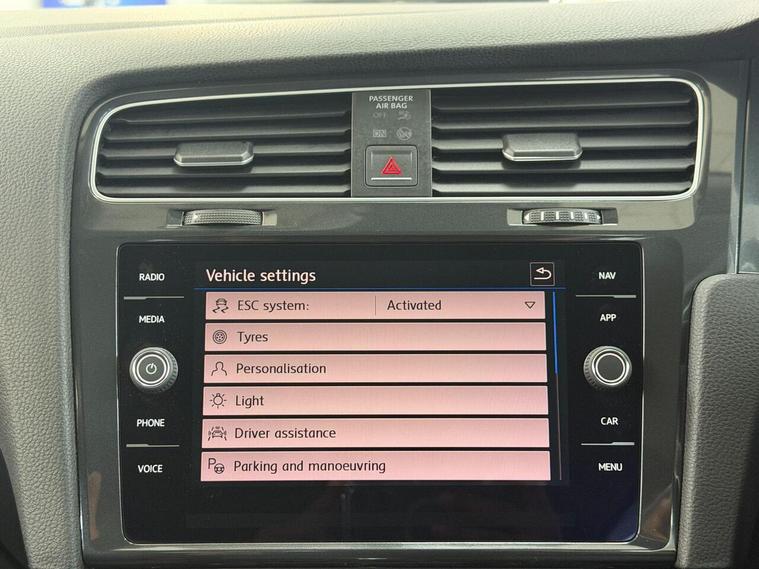 PASSENGER
AIR BAG
OFF
ON
Vehicle settings
RADIO
NAV
ESC system: Activated
MEDIA
APP
Tyres
Personalisation
Light
PHONE
CAR
Driver assistance
VOICE
MENU
Parking and manoeuvring